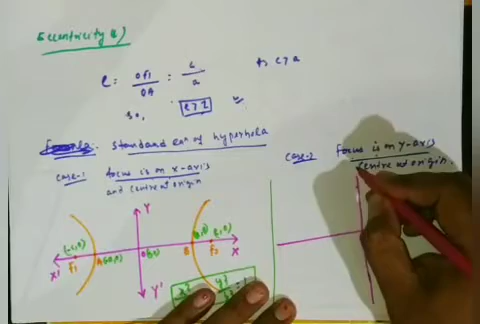 Eccentricity e)
e = OF1/OA = c/a
c > a
so, e > 1
Standard eqn of hyperbola
Case-1 focus is on x-axis
and centre at origin
Case-2 Focus is on y-axis
Centre at origin.
Y
X' F1 A O B F2 X
Y'